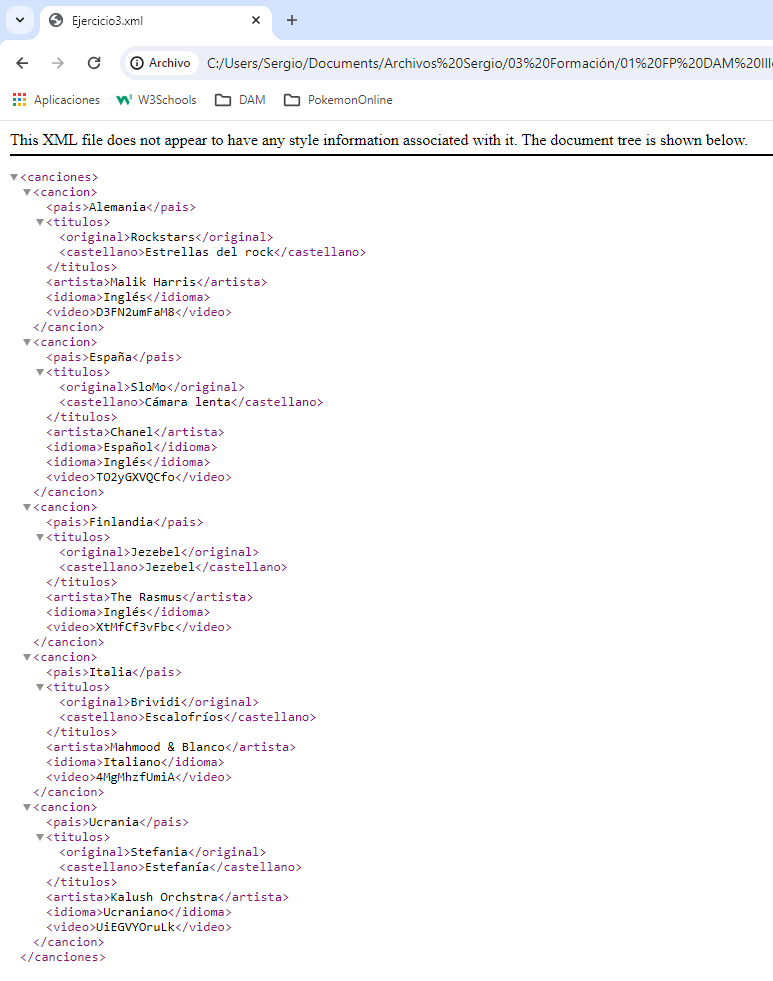 Ejercicio3.xml
Archivo C:/Users/Sergio/Documents/Archivos%20Sergio/03%20Formación/01%20FP%20DAM%20Ille
Aplicaciones W3Schools DAM PokemonOnline
This XML file does not appear to have any style information associated with it. The document tree is shown below.
<canciones>
<cancion>
<pais>Alemania</pais>
<titulos>
<original>Rockstars</original>
<castellano>Estrellas del rock</castellano>
</titulos>
<artista>Malik Harris</artista>
<idioma>Inglés</idioma>
<video>D3FN2umFaM8</video>
</cancion>
<cancion>
<pais>España</pais>
<titulos>
<original>SloMo</original>
<castellano>Cámara lenta</castellano>
</titulos>
<artista>Chanel</artista>
<idioma>Español</idioma>
<idioma>Inglés</idioma>
<video>TO2yGXVQCfo</video>
</cancion>
<cancion>
<pais>Finlandia</pais>
<titulos>
<original>Jezebel</original>
<castellano>Jezebel</castellano>
</titulos>
<artista>The Rasmus</artista>
<idioma>Inglés</idioma>
<video>XtMfCf3vFbc</video>
</cancion>
<cancion>
<pais>Italia</pais>
<titulos>
<original>Brividi</original>
<castellano>Escalofríos</castellano>
</titulos>
<artista>Mahmood & Blanco</artista>
<idioma>Italiano</idioma>
<video>4MgMhzfUmiA</video>
</cancion>
<cancion>
<pais>Ucrania</pais>
<titulos>
<original>Stefania</original>
<castellano>Estefanía</castellano>
</titulos>
<artista>Kalush Orchstra</artista>
<idioma>Ucraniano</idioma>
<video>UiEGVYOruLk</video>
</cancion>
</canciones>